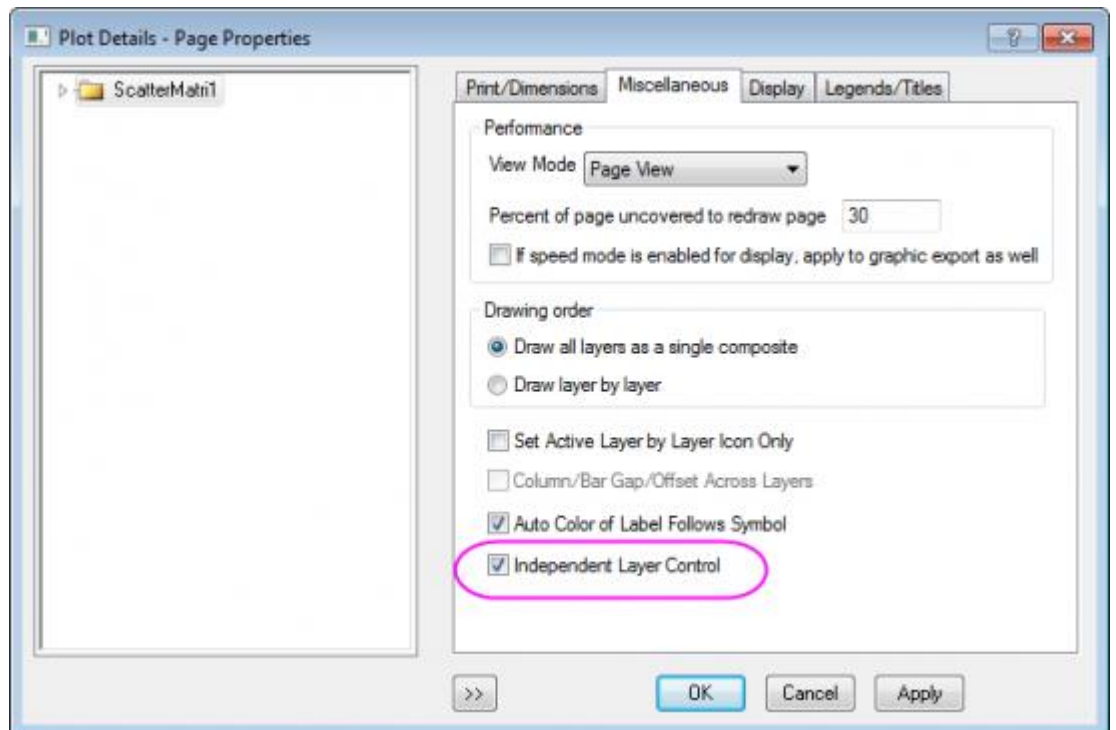 Plot Details - Page Properties
ScatterMatri1
Print/Dimensions Miscellaneous Display Legends/Titles
Performance
View Mode Page View
Percent of page uncovered to redraw page 30
If speed mode is enabled for display, apply to graphic export as well
Drawing order
Draw all layers as a single composite
Draw layer by layer
Set Active Layer by Layer Icon Only
Column/Bar Gap/Offset Across Layers
Auto Color of Label Follows Symbol
Independent Layer Control
>> OK Cancel Apply